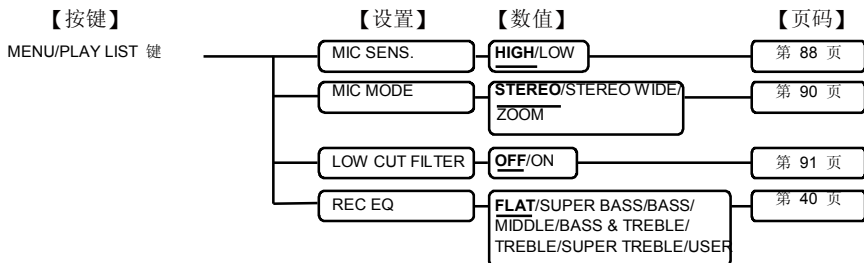 【按键】 【设置】 【数值】 【页码】
MENU/PLAY LIST 键 MIC SENS. HIGH/LOW 第 88 页
MIC MODE STEREO/STEREO WIDE/ 第 90 页
ZOOM
LOW CUT FILTER OFF/ON 第 91 页
REC EQ FLAT/SUPER BASS/BASS/ 第 40 页
MIDDLE/BASS & TREBLE/
TREBLE/SUPER TREBLE/USER